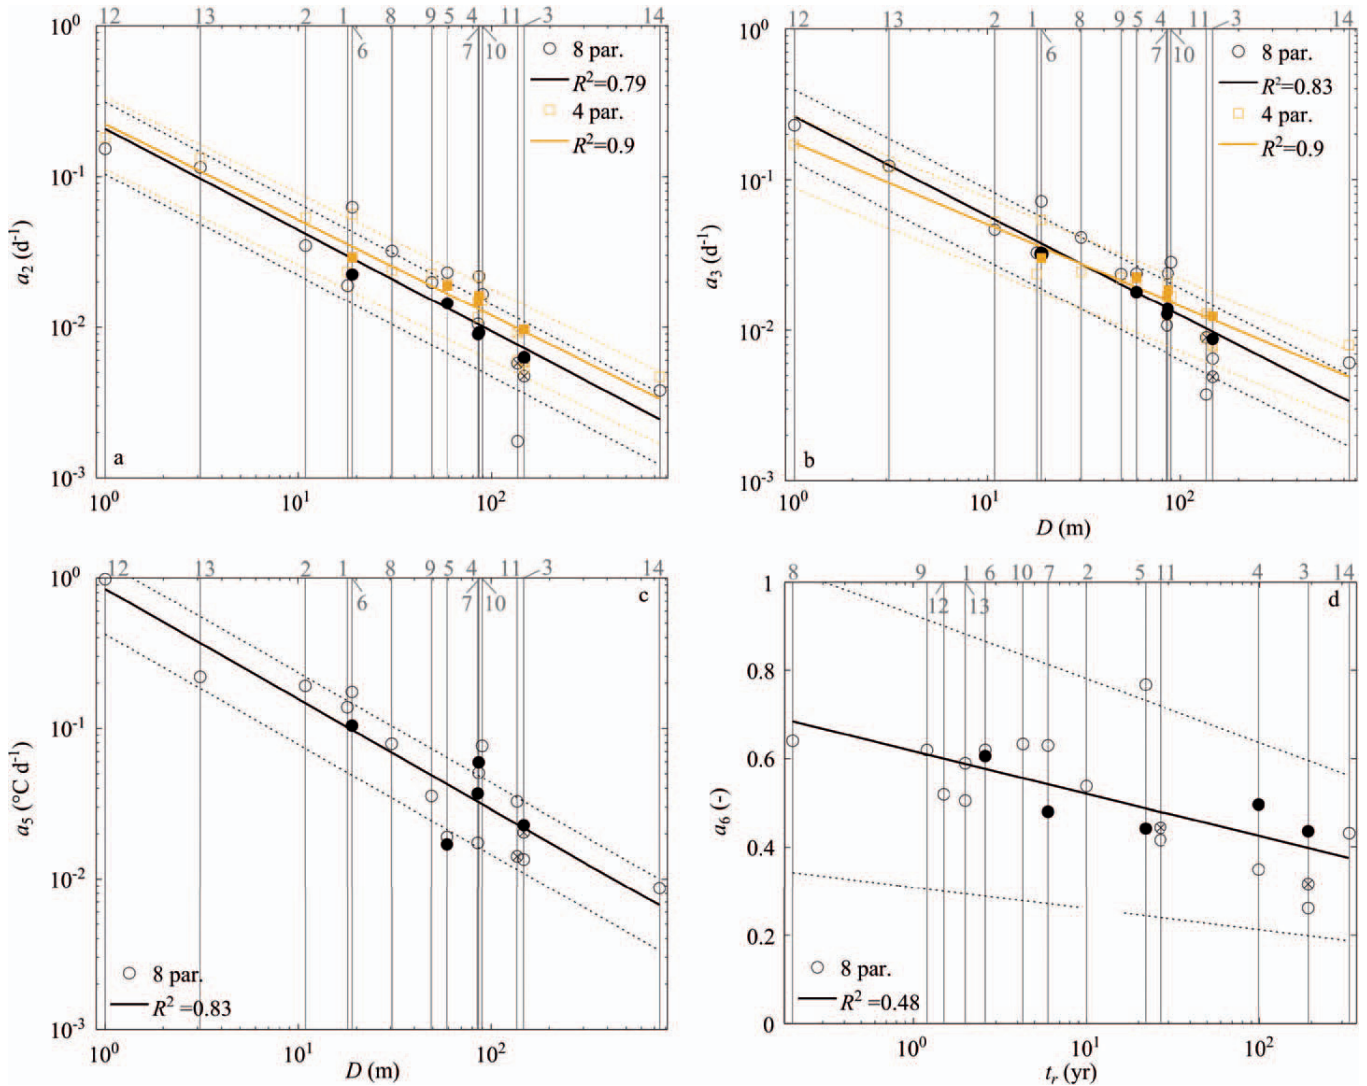 12 13 2 1 8 9 5 4 11 3 14
6 7 10
10⁰
10⁻¹
10⁻²
10⁻³
a₂ (d⁻¹)
8 par.
R²=0.79
4 par.
R²=0.9
a
10⁰ 10¹ 10²
12 13 2 1 8 9 5 4 11 3 14
6 7 10
10⁰
10⁻¹
10⁻²
10⁻³
a₃ (d⁻¹)
8 par.
R²=0.83
4 par.
R²=0.9
b
10⁰ 10¹ 10²
D (m)
12 13 2 1 8 9 5 4 11 3 14
6 7 10
c
10⁰
10⁻¹
10⁻²
10⁻³
a₅ (°C d⁻¹)
8 par.
R² =0.83
10⁰ 10¹ 10²
D (m)
8 9 1 6 10 7 2 5 11 4 3 14
12 13
d
1
0.8
0.6
0.4
0.2
0
a₆ (-)
8 par.
R² =0.48
10⁰ 10¹ 10²
tᵣ (yr)